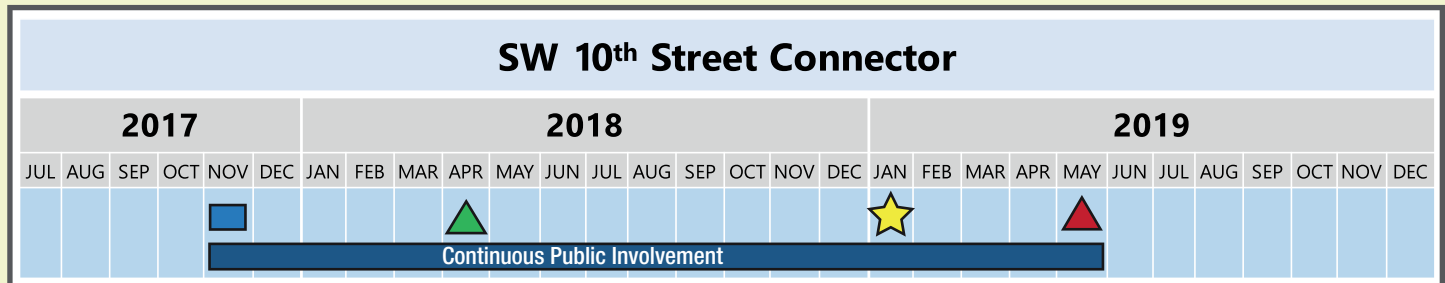 SW 10th Street Connector
2017 2018 2019
JUL AUG SEP OCT NOV DEC JAN FEB MAR APR MAY JUN JUL AUG SEP OCT NOV DEC JAN FEB MAR APR MAY JUN JUL AUG SEP OCT NOV DEC
Continuous Public Involvement